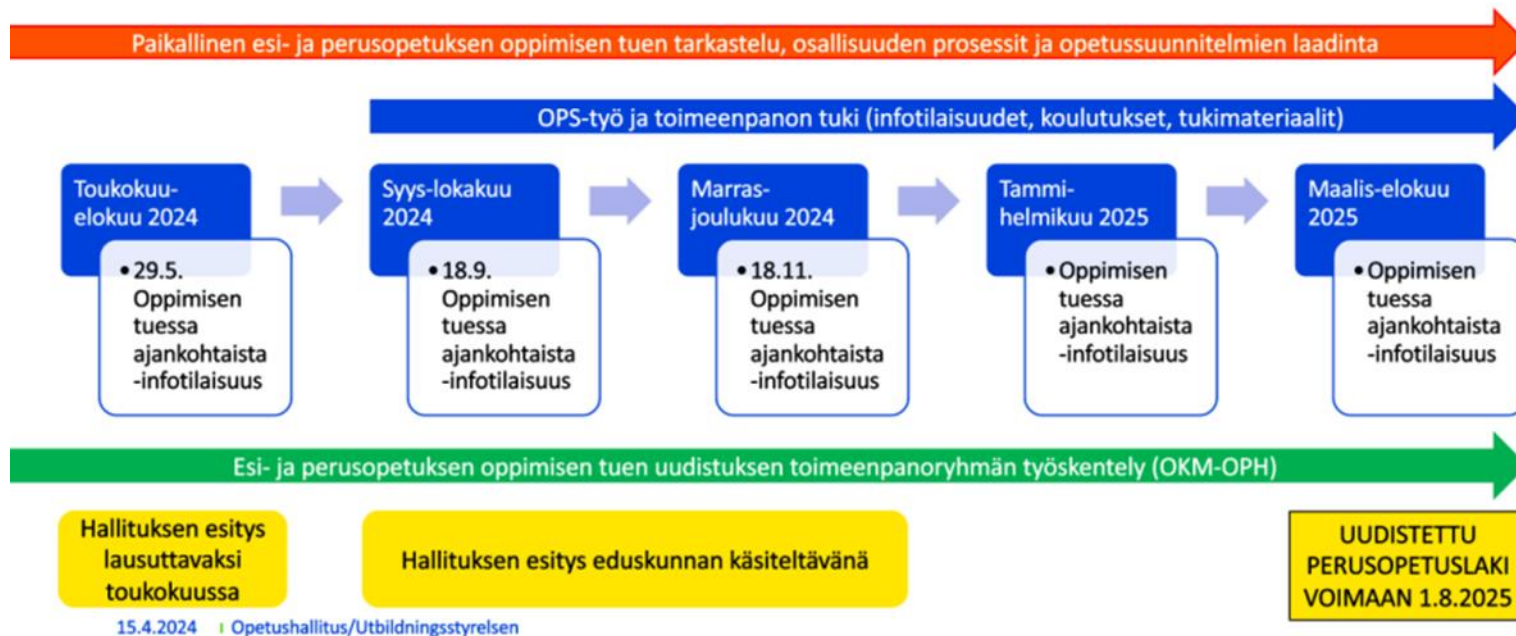 Paikallinen esi- ja perusopetuksen oppimisen tuen tarkastelu, osallisuuden prosessit ja opetussuunnitelmien laadinta
OPS-työ ja toimeenpanon tuki (infotilaisuudet, koulutukset, tukimateriaalit)
Toukokuu-
elokuu 2024
• 29.5.
Oppimisen
tuessa
ajankohtaista
-infotilaisuus
Syys-lokakuu
2024
• 18.9.
Oppimisen
tuessa
ajankohtaista
-infotilaisuus
Marras-
joulukuu 2024
• 18.11.
Oppimisen
tuessa
ajankohtaista
-infotilaisuus
Tammi-
helmikuu 2025
• Oppimisen
tuessa
ajankohtaista
-infotilaisuus
Maalis-elokuu
2025
• Oppimisen
tuessa
ajankohtaista
-infotilaisuus
Esi- ja perusopetuksen oppimisen tuen uudistuksen toimeenpanoryhmän työskentely (OKM-OPH)
Hallituksen esitys
lausuttavaksi
toukokuussa
Hallituksen esitys eduskunnan käsiteltävänä
UUDISTETTU
PERUSOPETUSLAKI
VOIMAAN 1.8.2025
15.4.2024 | Opetushallitus/Utbildningsstyrelsen